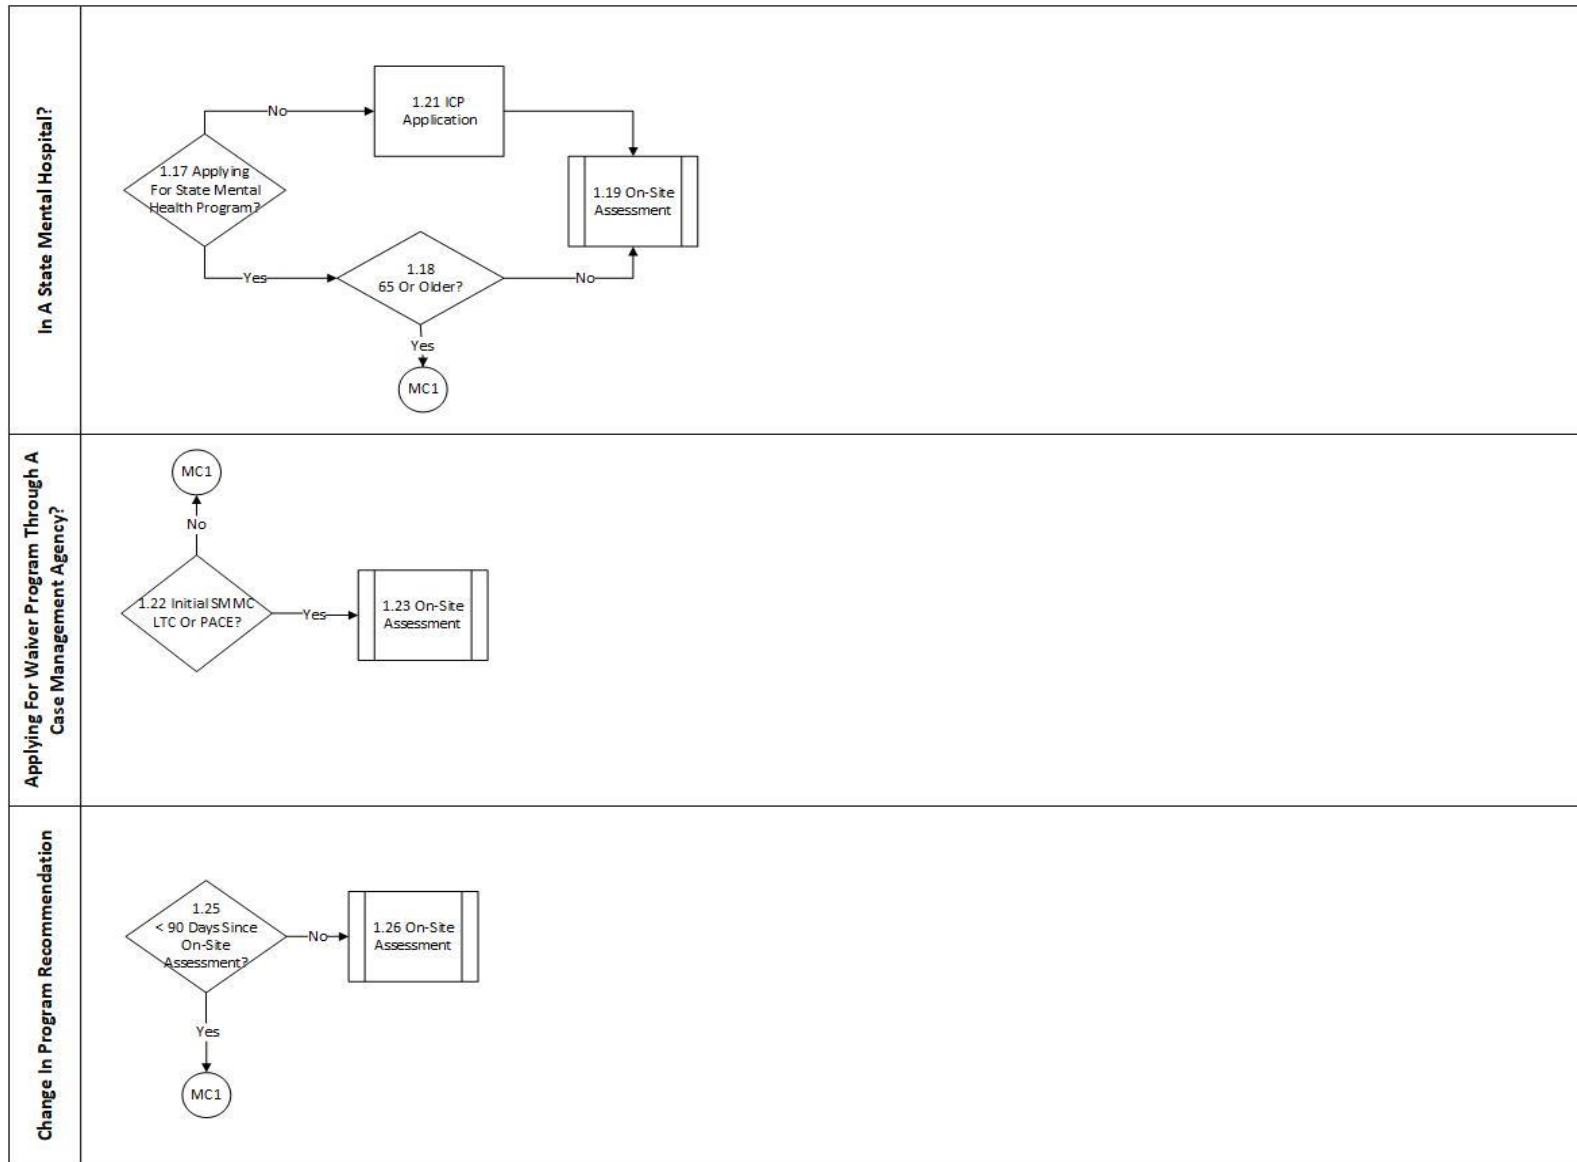 In A State Mental Hospital?
No
1.21 ICP
Application
1.17 Applying
For State Mental
Health Program?
1.19 On-Site
Assessment
Yes
1.18
65 Or Older?
No
Yes
MC1
Applying For Waiver Program Through A
Case Management Agency?
MC1
No
1.22 Initial SMMC
LTC Or PACE?
Yes
1.23 On-Site
Assessment
Change In Program Recommendation
1.25
< 90 Days Since
On-Site
Assessment?
No
1.26 On-Site
Assessment
Yes
MC1